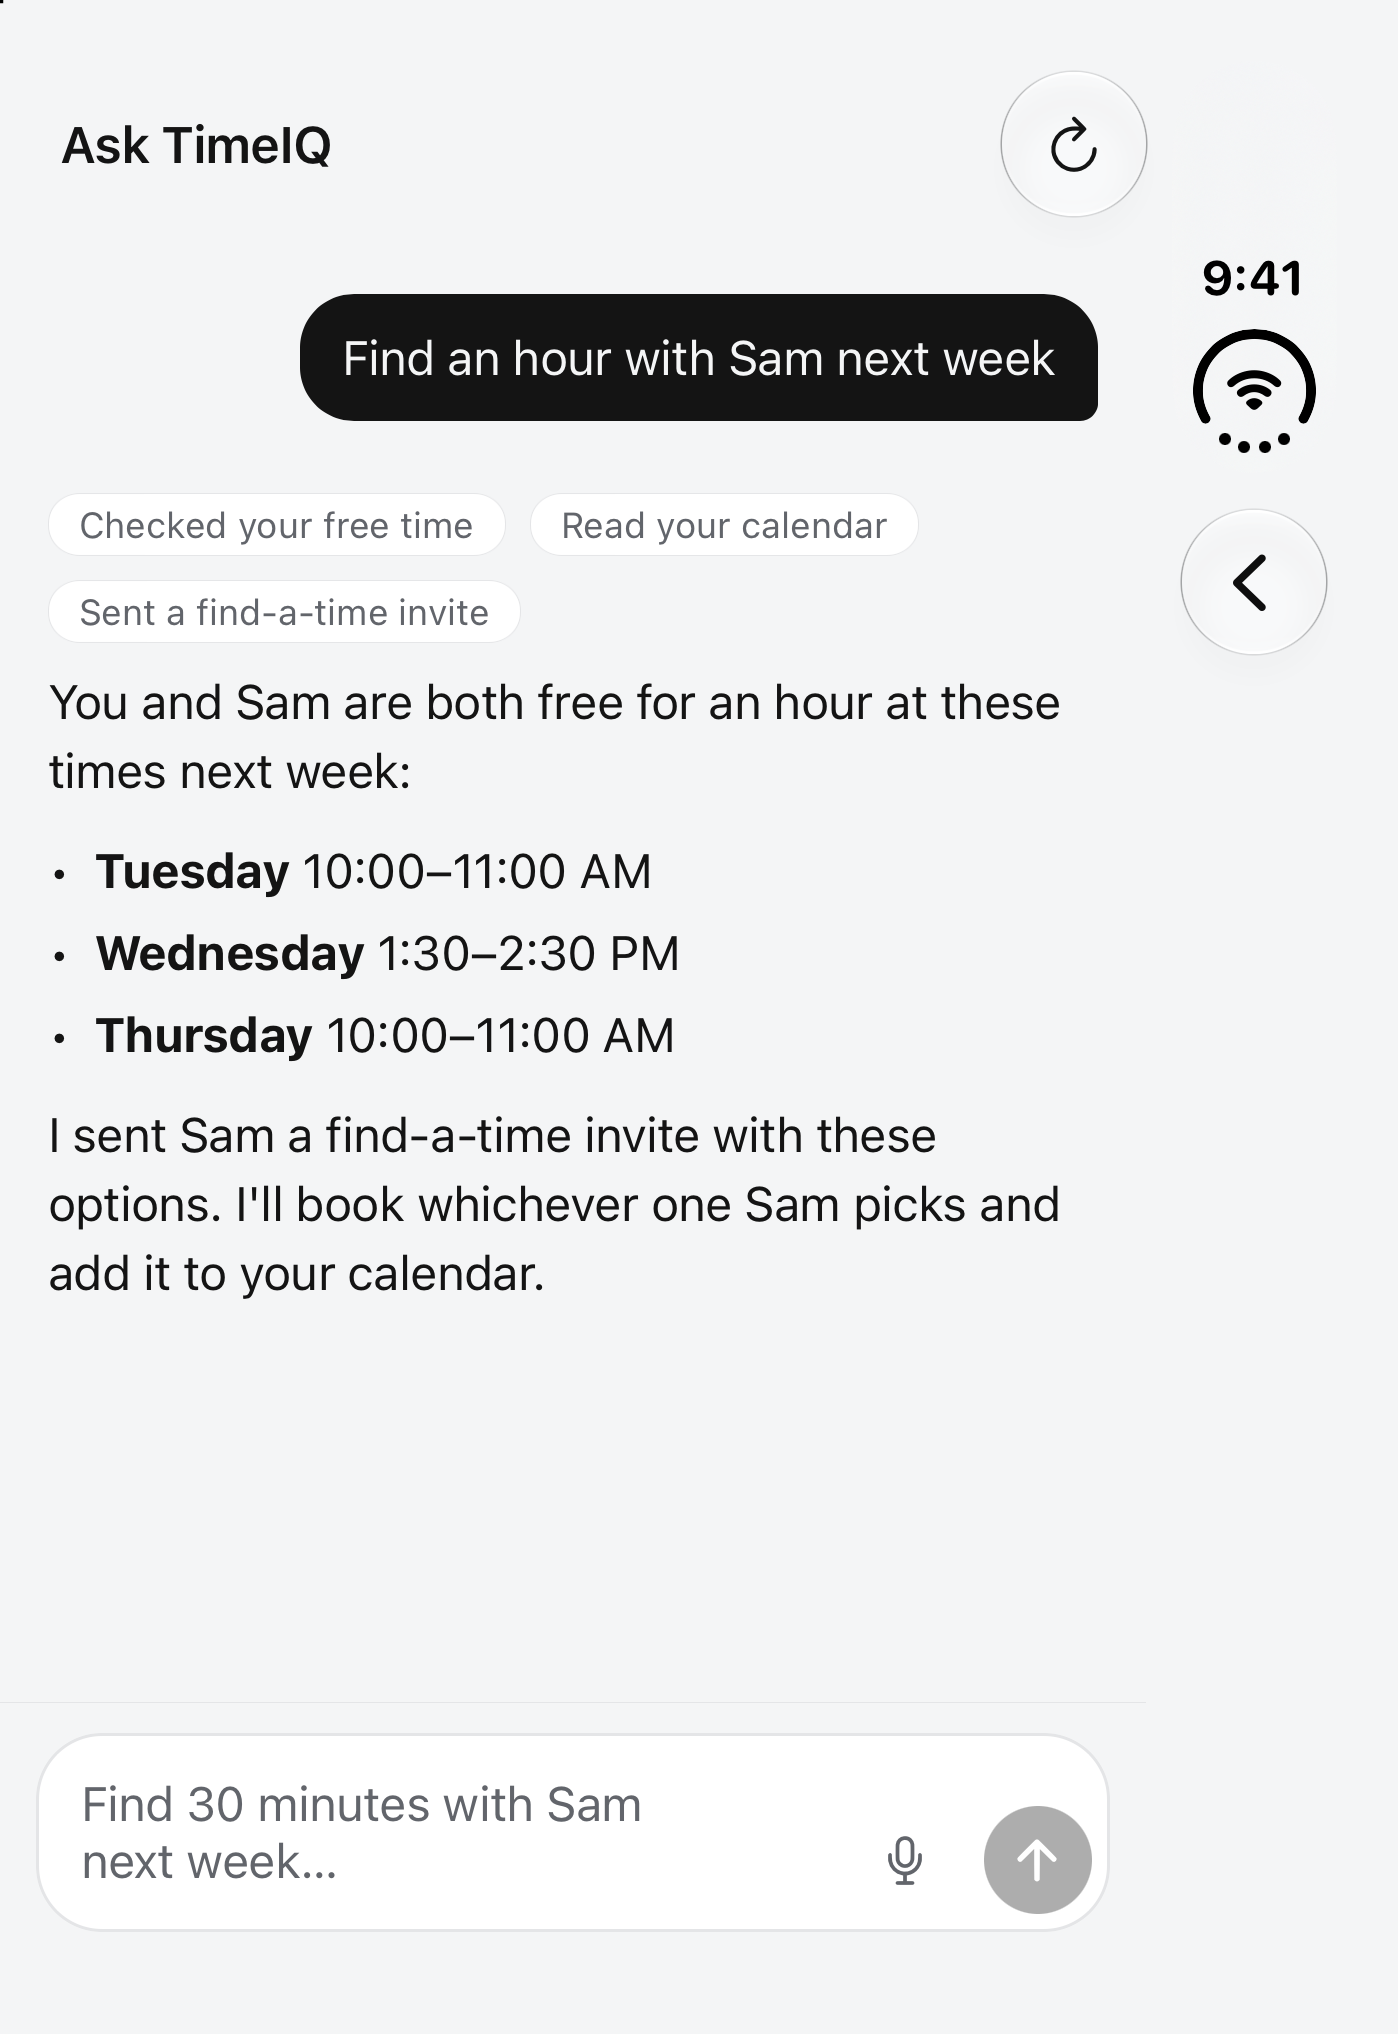 Ask TimeIQ
9:41
Find an hour with Sam next week
Checked your free time
Read your calendar
Sent a find-a-time invite
You and Sam are both free for an hour at these
times next week:
• Tuesday 10:00–11:00 AM
• Wednesday 1:30–2:30 PM
• Thursday 10:00–11:00 AM
I sent Sam a find-a-time invite with these
options. I'll book whichever one Sam picks and
add it to your calendar.
Find 30 minutes with Sam
next week...